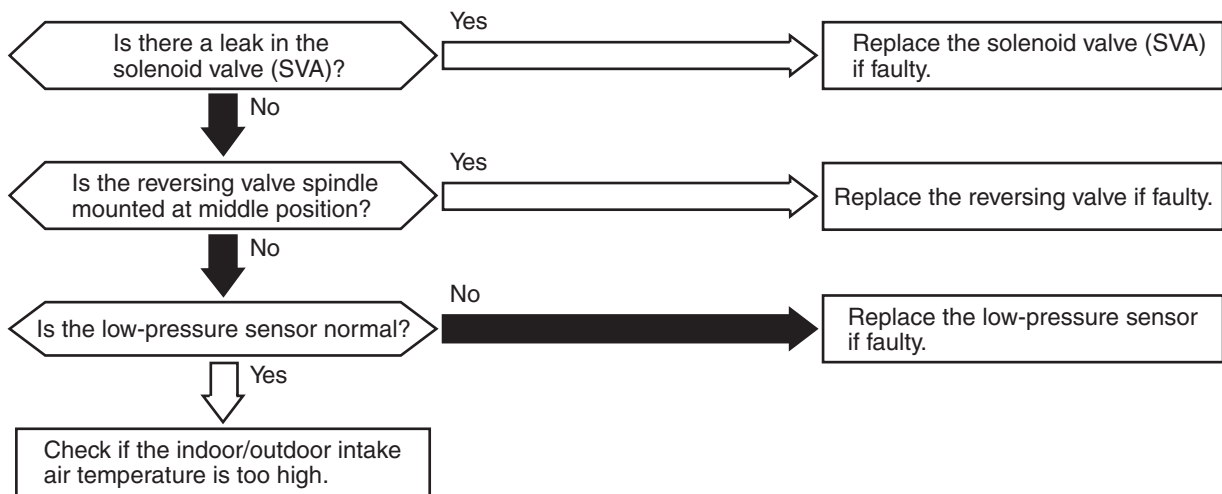 Is there a leak in the
solenoid valve (SVA)?
Yes
Replace the solenoid valve (SVA)
if faulty.
No
Is the reversing valve spindle
mounted at middle position?
Yes
Replace the reversing valve if faulty.
No
Is the low-pressure sensor normal?
No
Replace the low-pressure sensor
if faulty.
Yes
Check if the indoor/outdoor intake
air temperature is too high.